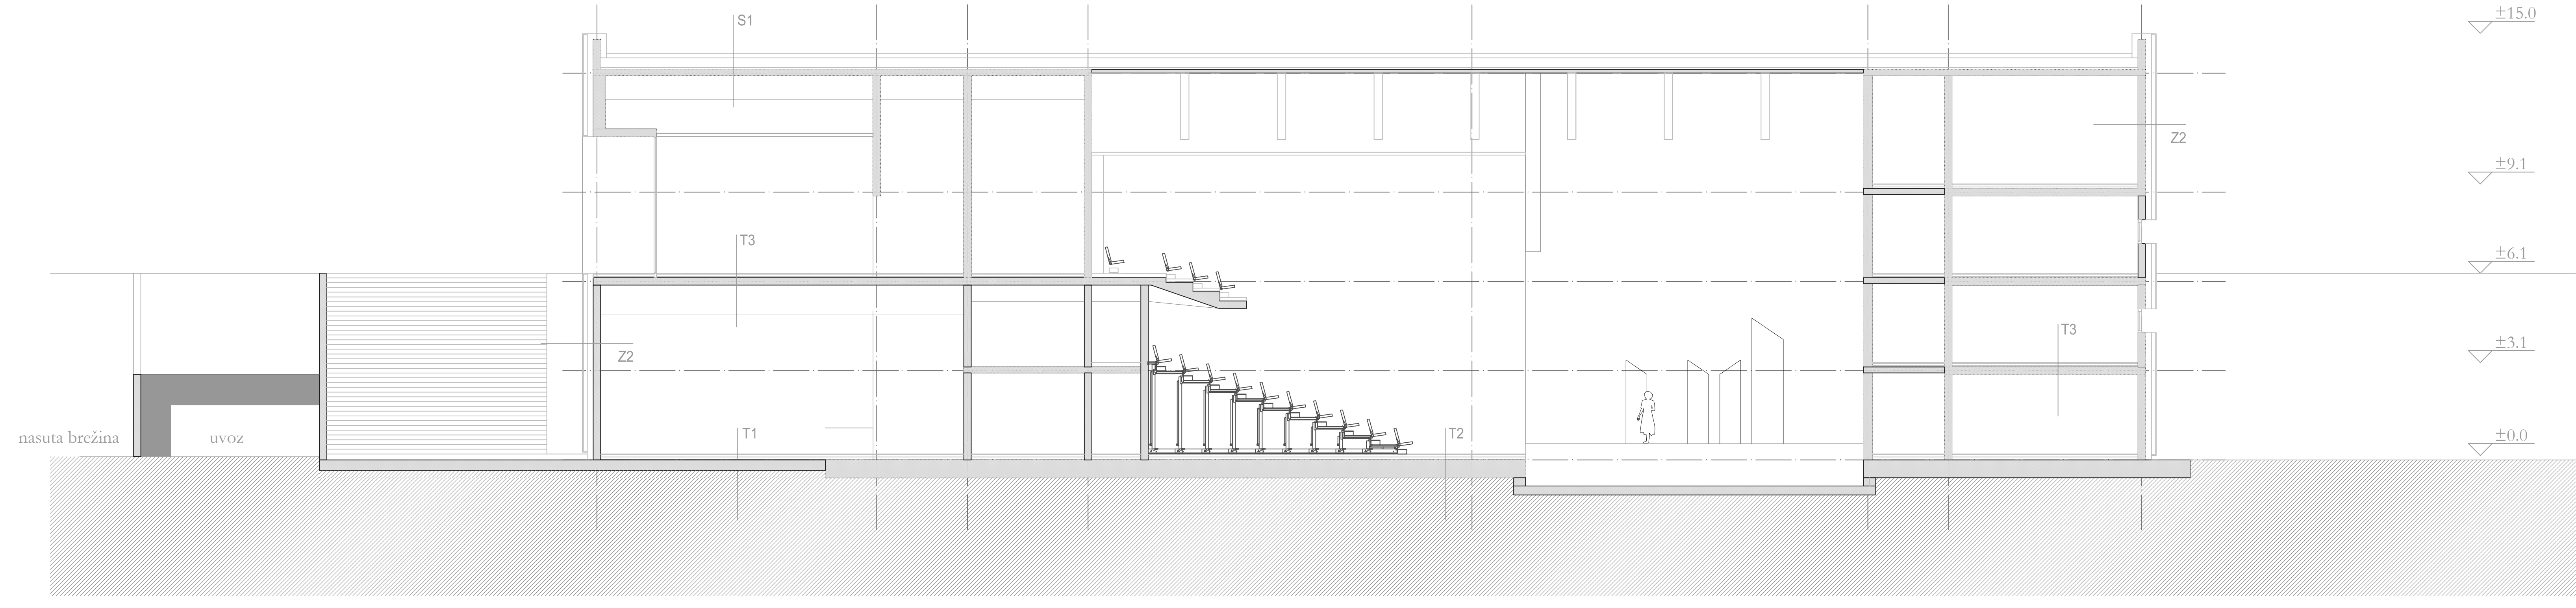 S1
±15.0
Z2
±9.1
T3
±6.1
T3
±3.1
Z2
T1
T2
±0.0
nasuta brežina
uvoz